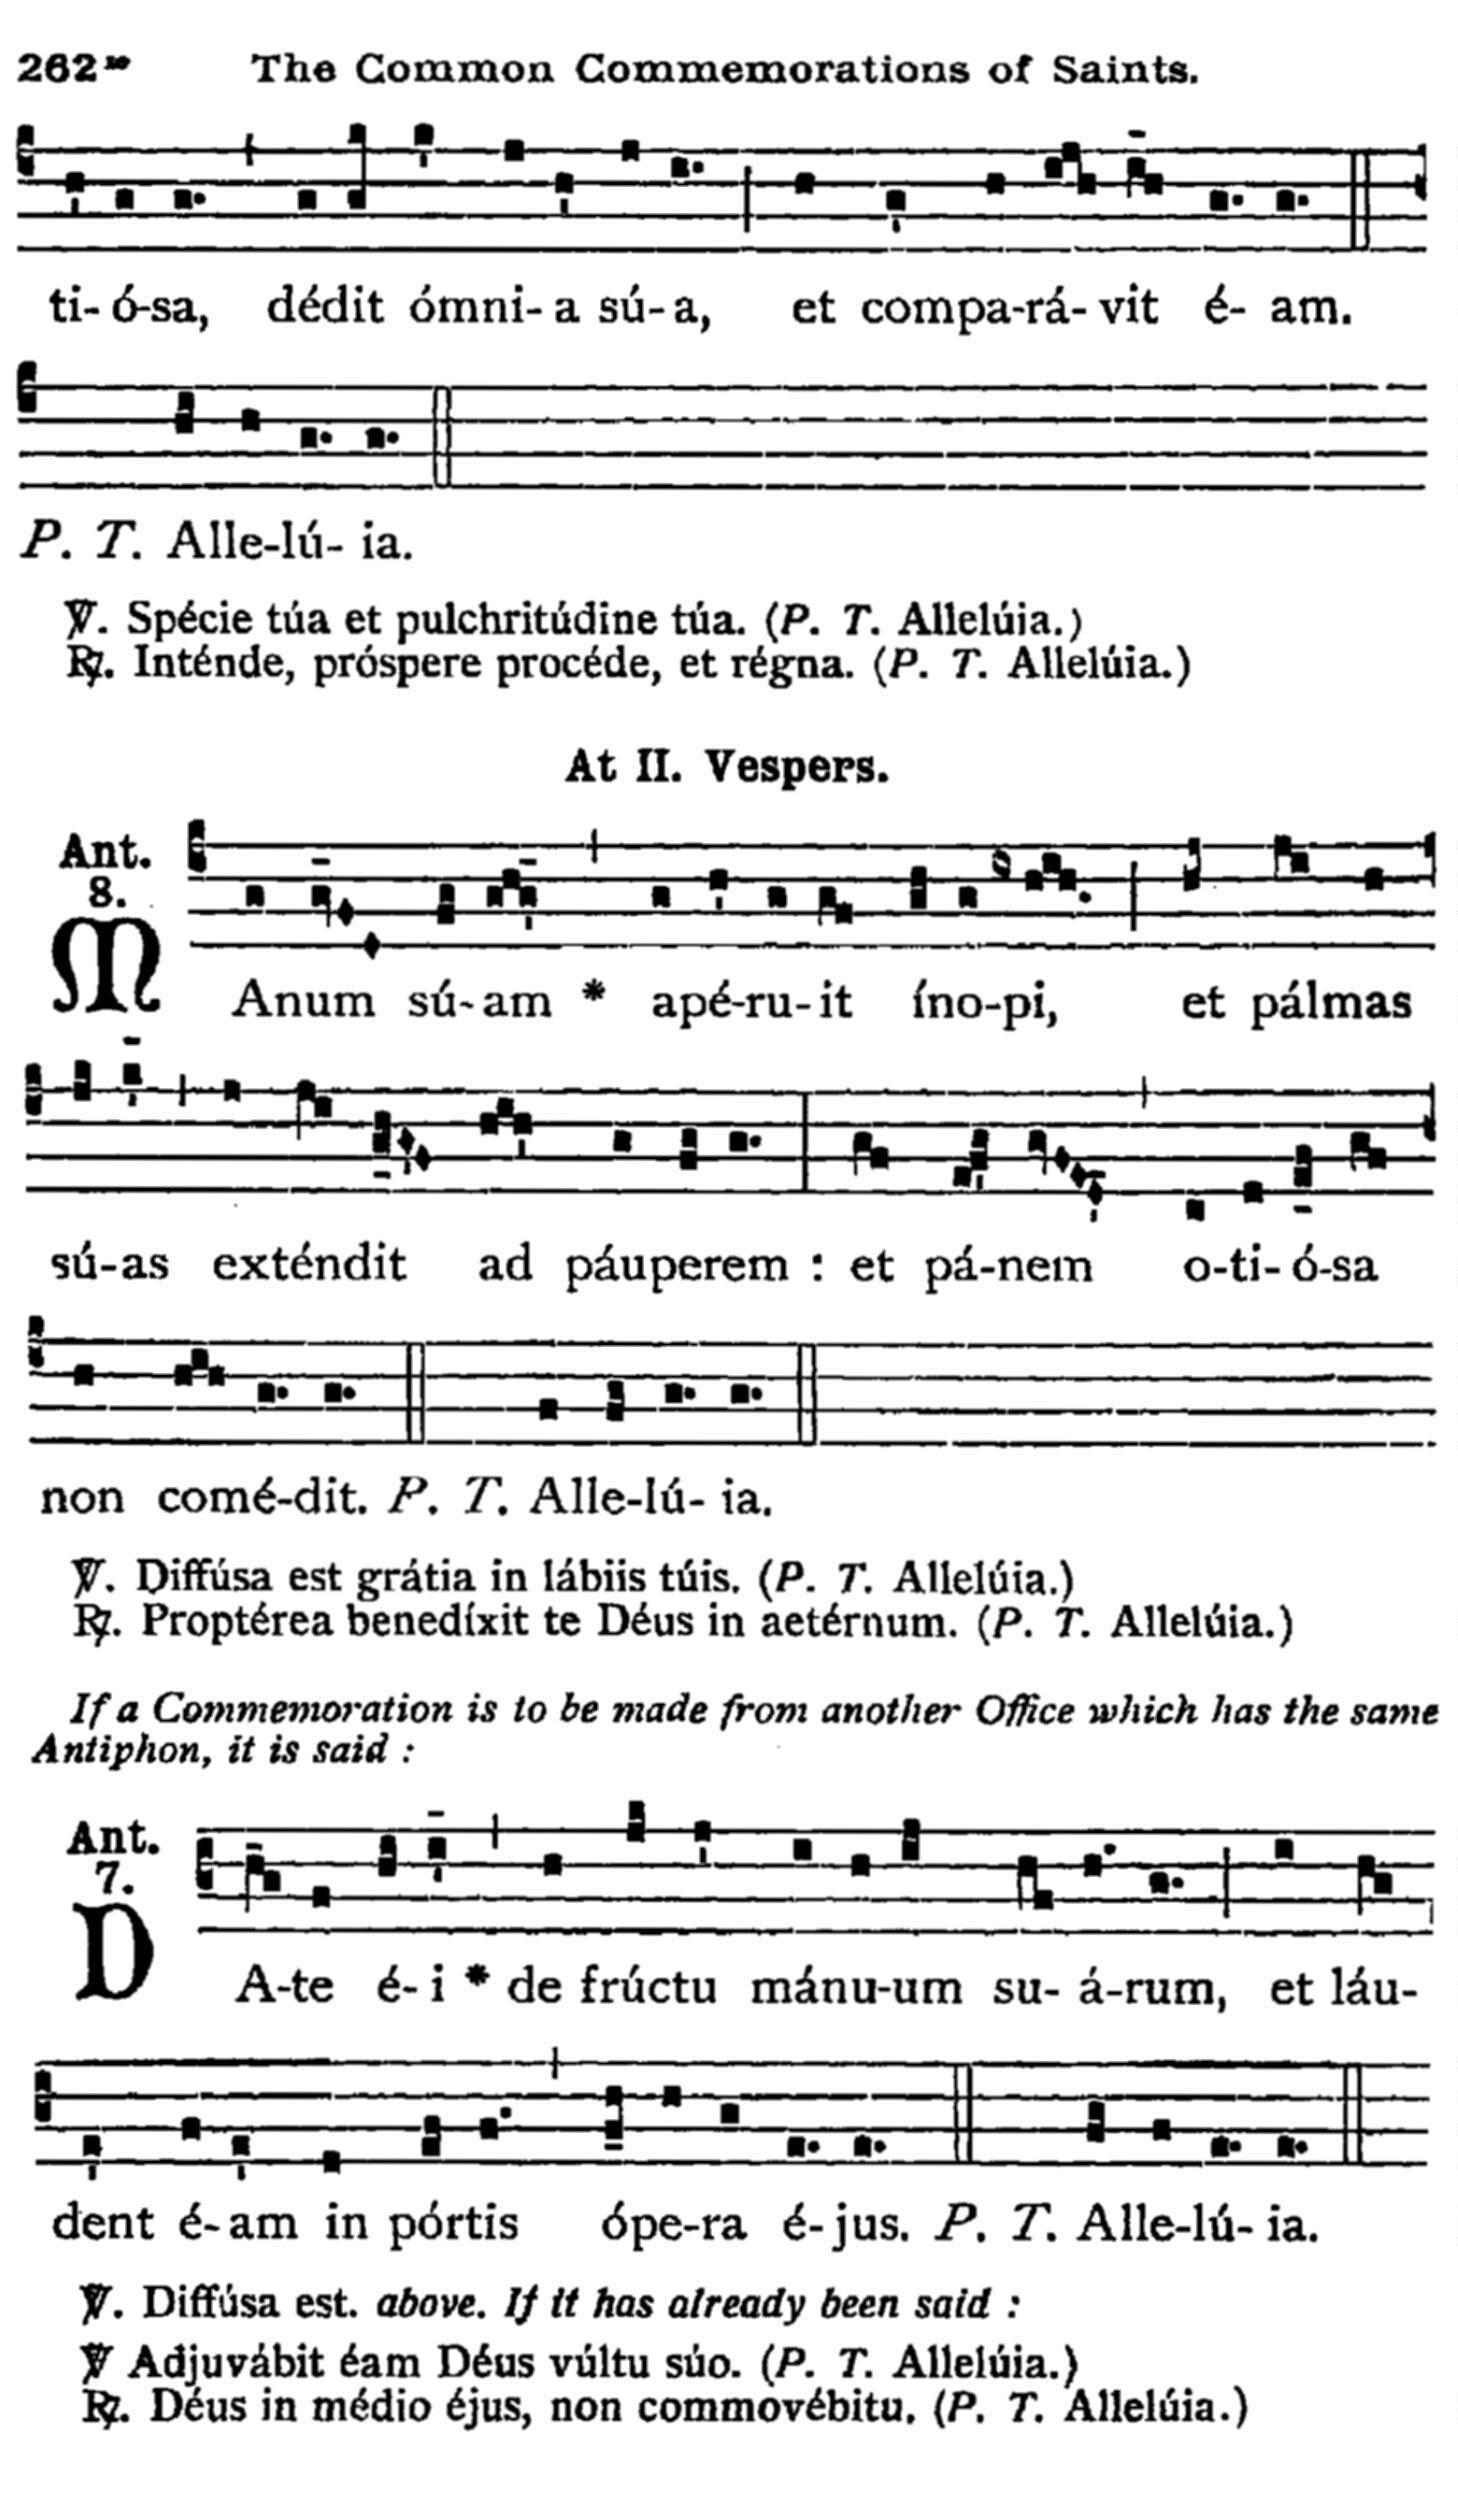 262¹⁰ The Common Commemorations of Saints.
ti- ó-sa, dédit ómni- a sú- a, et compa-rá- vit é- am.
P. T. Alle-lú- ia.
℣. Spécie túa et pulchritúdine túa. (P. T. Allelúia.)
℟. Inténde, próspere procéde, et régna. (P. T. Allelúia.)
At II. Vespers.
Ant.
8.
MAnum sú- am * apé-ru- it íno-pi, et pálmas
sú-as exténdit ad páuperem : et pá-nem o-ti- ó-sa
non comé-dit. P. T. Alle-lú- ia.
℣. Diffúsa est grátia in lábiis túis. (P. T. Allelúia.)
℟. Proptérea benedíxit te Déus in aetérnum. (P. T. Allelúia.)
If a Commemoration is to be made from another Office which has the same
Antiphon, it is said :
Ant.
7.
DA-te é- i * de frúctu mánu-um su- á-rum, et láu-
dent é- am in pórtis ópe-ra é- jus. P. T. Alle-lú- ia.
℣. Diffúsa est. above. If it has already been said :
℣ Adjuvábit éam Déus vúltu súo. (P. T. Allelúia.)
℟. Déus in médio éjus, non commovébitu. (P. T. Allelúia.)